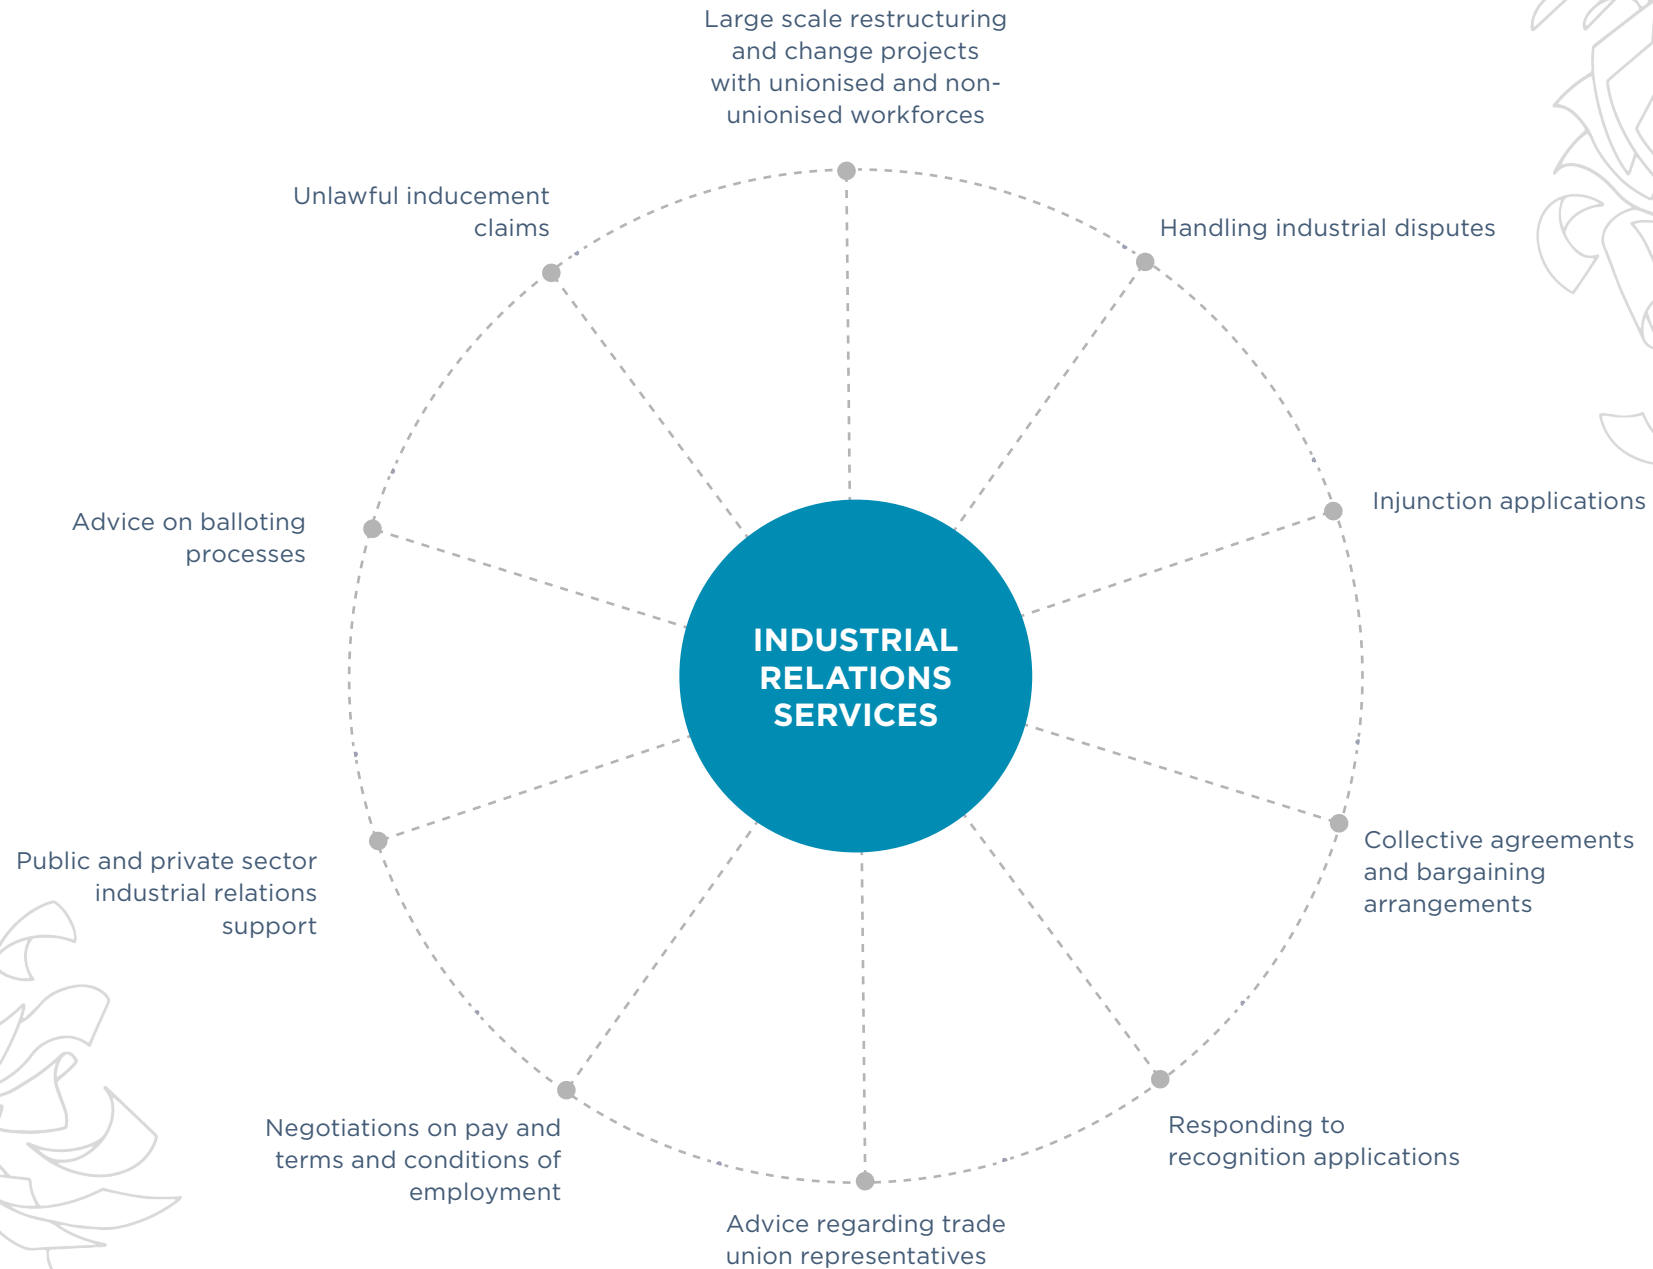 Large scale restructuring
and change projects
with unionised and non-
unionised workforces
Handling industrial disputes
Injunction applications
Collective agreements
and bargaining
arrangements
Responding to
recognition applications
Advice regarding trade
union representatives
Negotiations on pay and
terms and conditions of
employment
Public and private sector
industrial relations
support
Advice on balloting
processes
Unlawful inducement
claims
INDUSTRIAL
RELATIONS
SERVICES